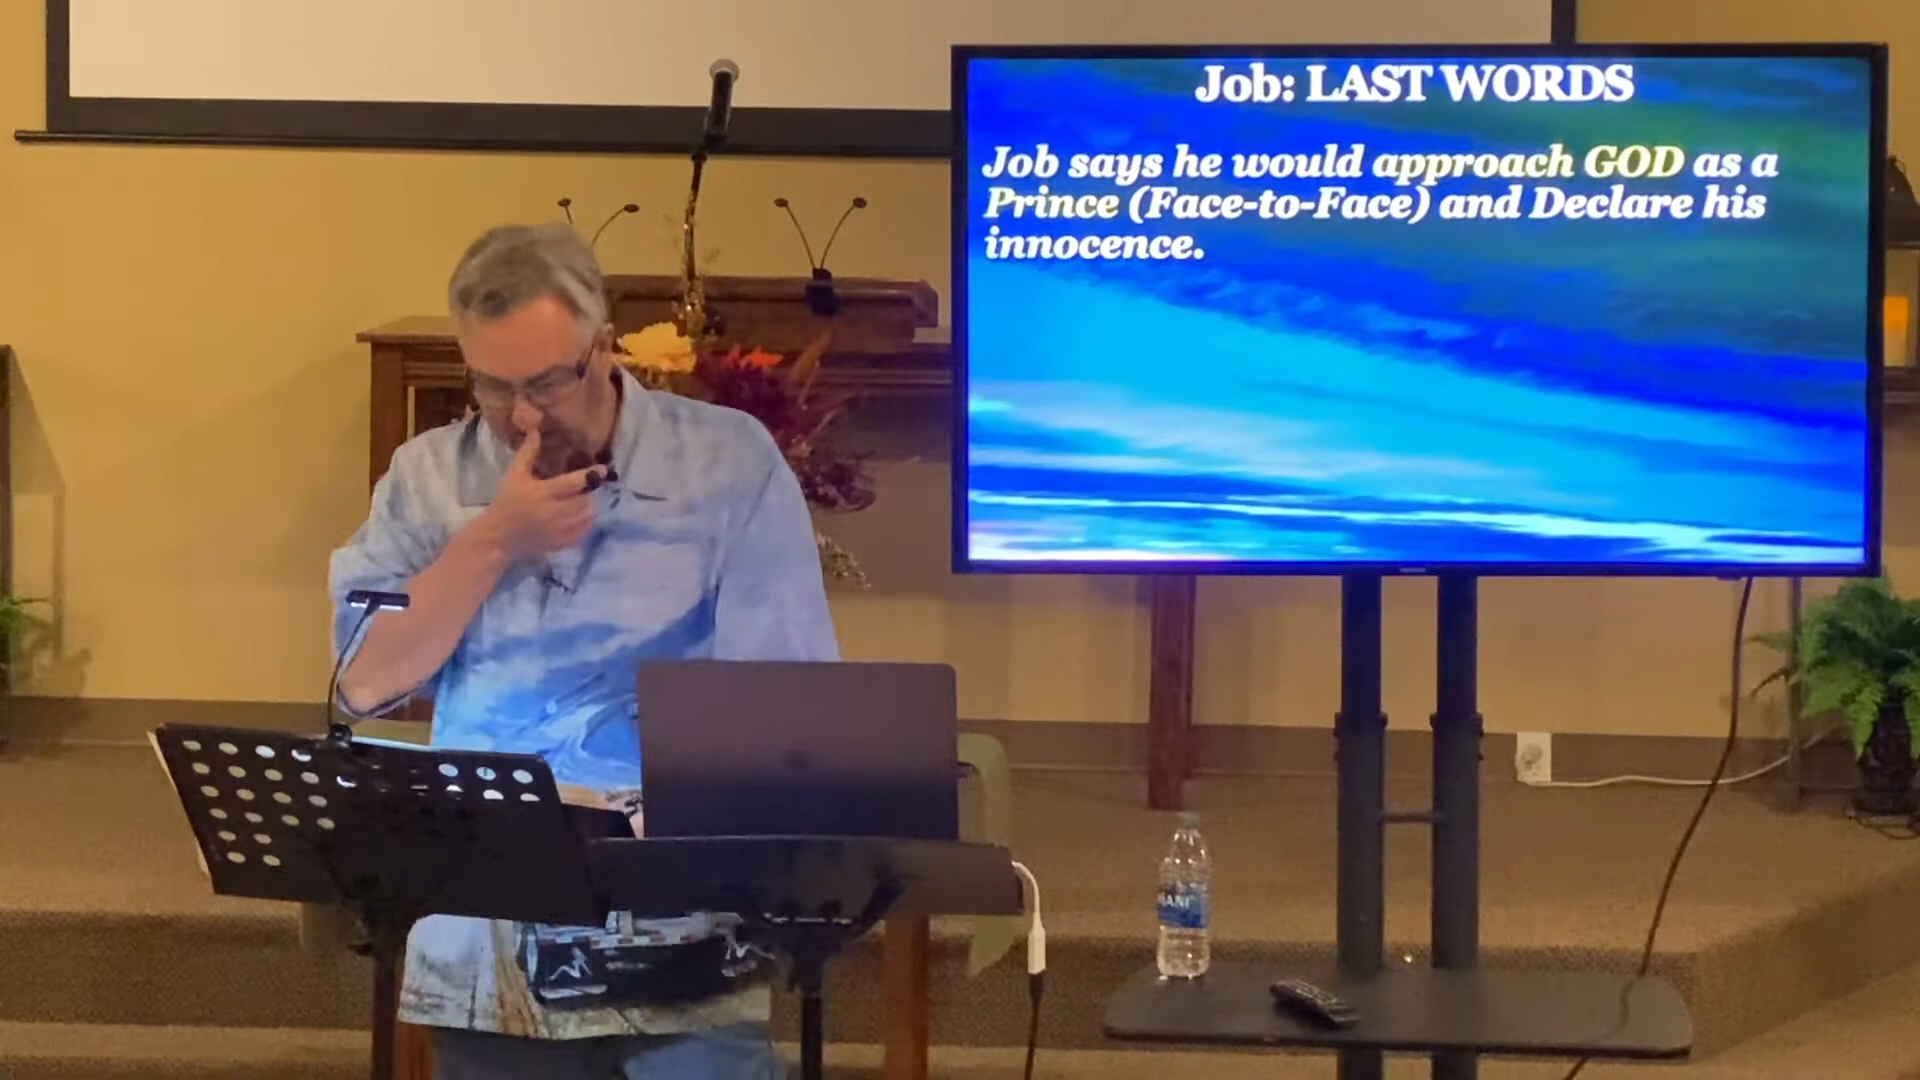 Job: LAST WORDS
Job says he would approach GOD as a
Prince (Face-to-Face) and Declare his
innocence.